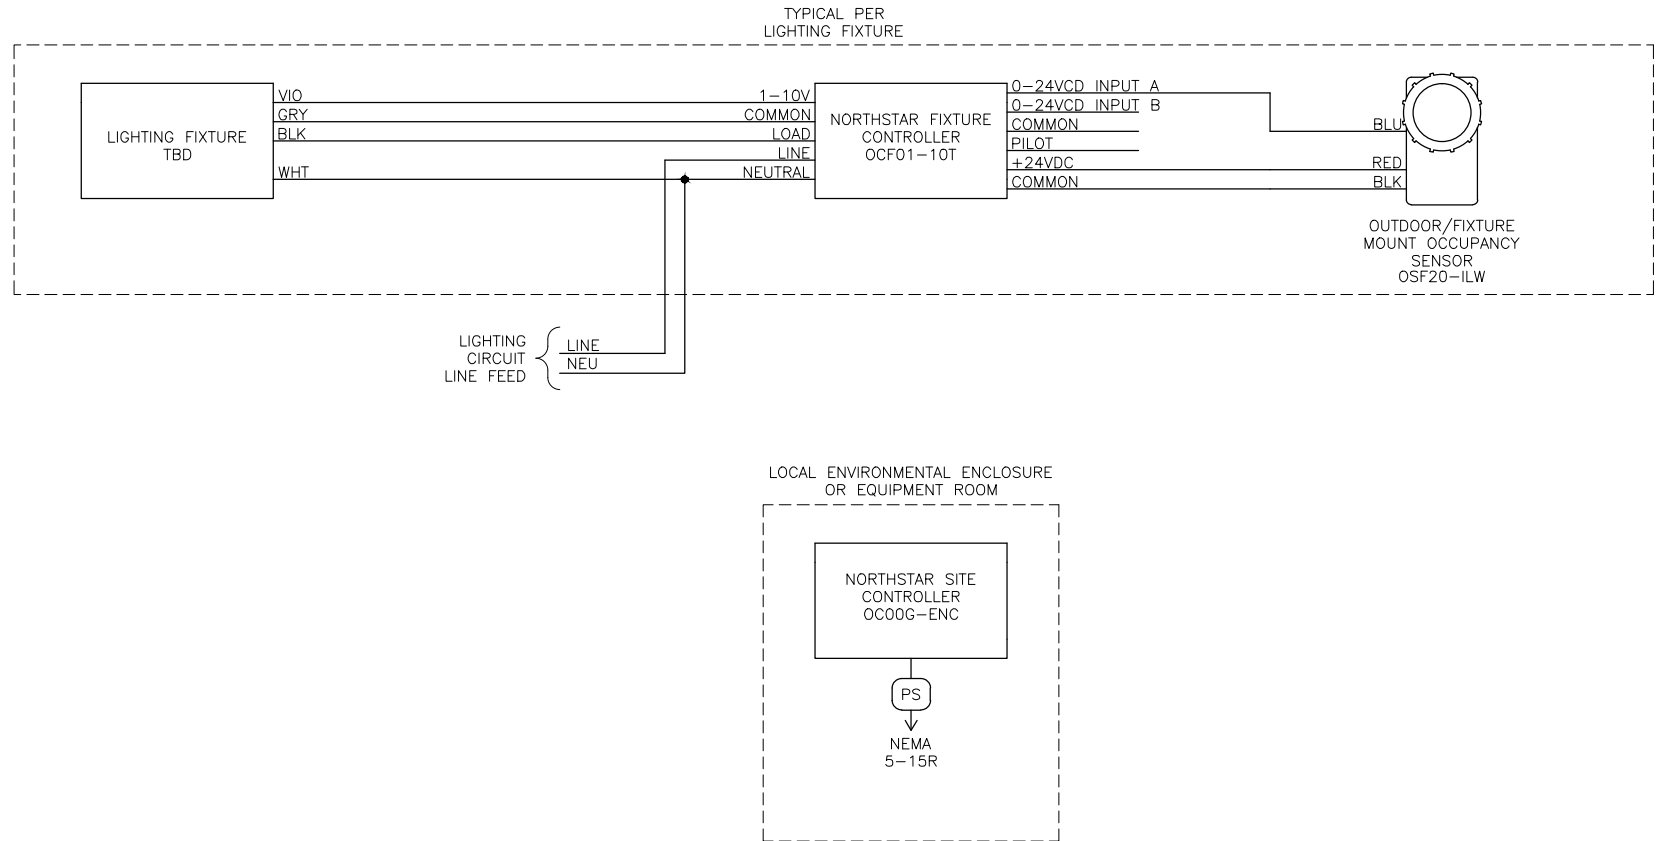 TYPICAL PER
LIGHTING FIXTURE
LIGHTING FIXTURE
TBD
VIO
GRY
BLK
WHT
1-10V
COMMON
LOAD
LINE
NEUTRAL
NORTHSTAR FIXTURE
CONTROLLER
OCF01-10T
0-24VCD INPUT A
0-24VCD INPUT B
COMMON
PILOT
+24VDC
COMMON
BLU
RED
BLK
OUTDOOR/FIXTURE
MOUNT OCCUPANCY
SENSOR
OSF20-ILW
LIGHTING
CIRCUIT
LINE FEED
LINE
NEU
LOCAL ENVIRONMENTAL ENCLOSURE
OR EQUIPMENT ROOM
NORTHSTAR SITE
CONTROLLER
OC00G-ENC
PS
NEMA
5-15R